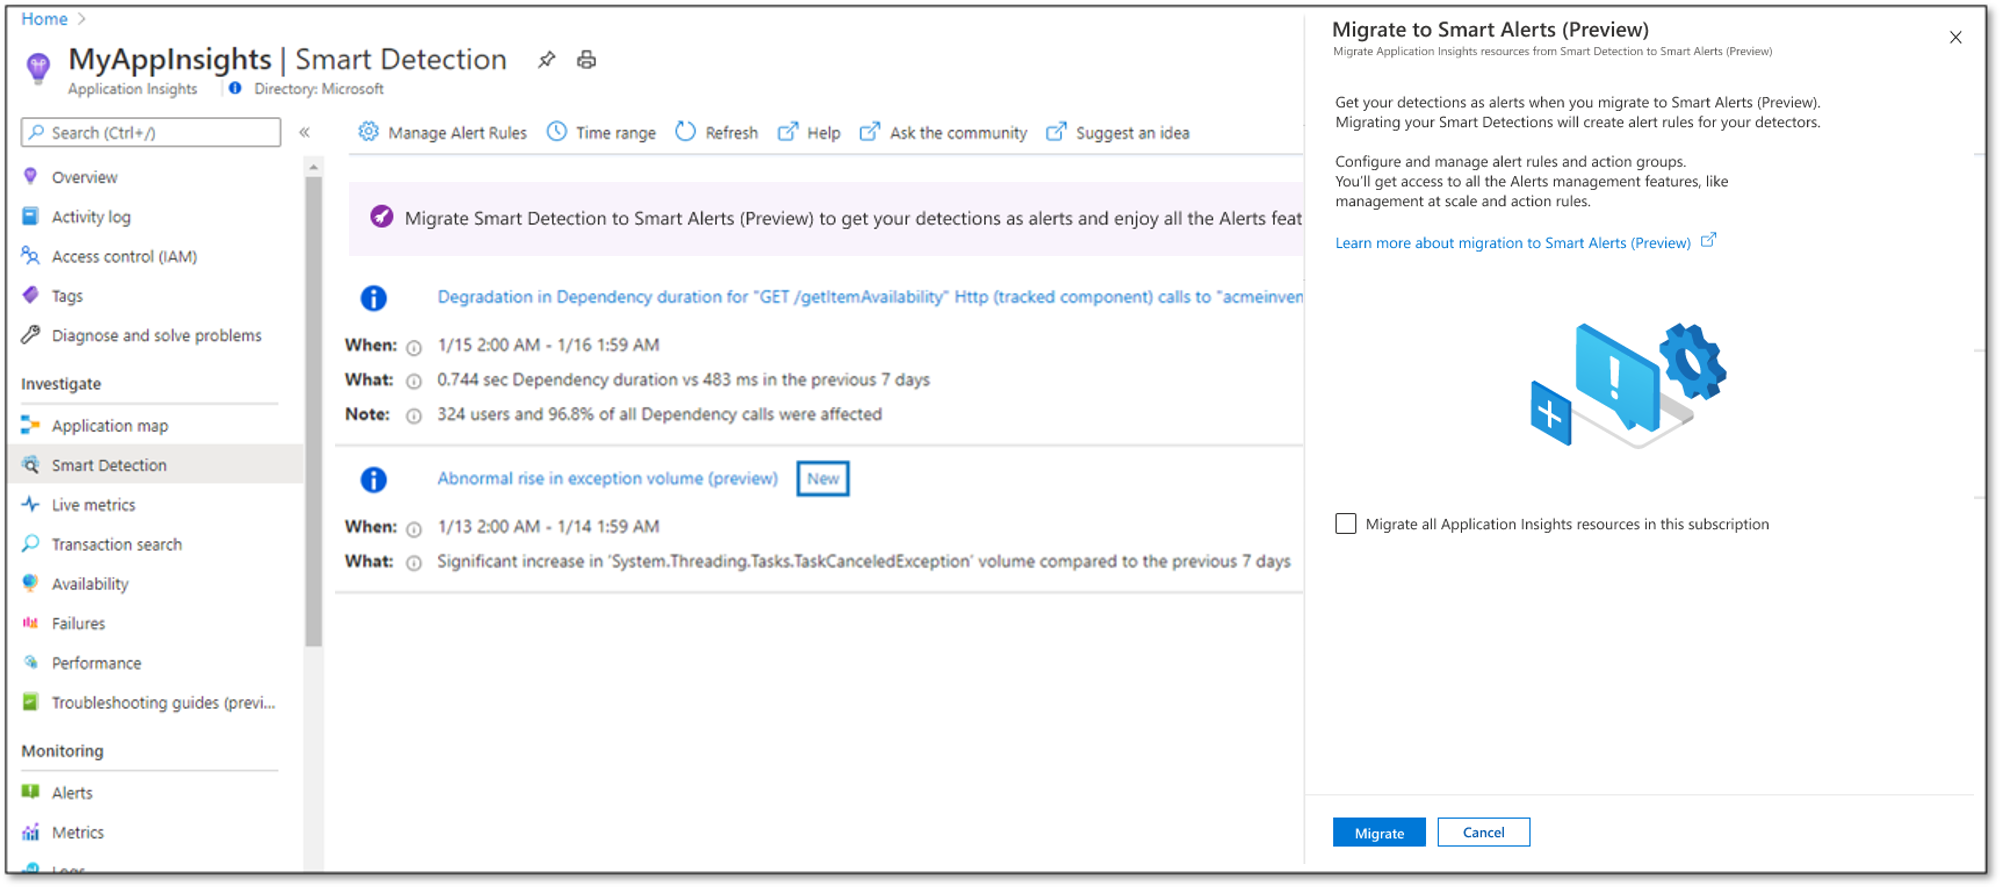 Home
MyAppInsights | Smart Detection
Application Insights
Directory: Microsoft
Search (Ctrl+/)
Overview
Activity log
Access control (IAM)
Tags
Diagnose and solve problems
Investigate
Application map
Smart Detection
Live metrics
Transaction search
Availability
Failures
Performance
Troubleshooting guides (previ...
Monitoring
Alerts
Metrics
Logs
Manage Alert Rules
Time range
Refresh
Help
Ask the community
Suggest an idea
Migrate Smart Detection to Smart Alerts (Preview) to get your detections as alerts and enjoy all the Alerts feat
Degradation in Dependency duration for "GET /getItemAvailability" Http (tracked component) calls to "acmeinven
When: 1/15 2:00 AM - 1/16 1:59 AM
What: 0.744 sec Dependency duration vs 483 ms in the previous 7 days
Note: 324 users and 96.8% of all Dependency calls were affected
Abnormal rise in exception volume (preview) New
When: 1/13 2:00 AM - 1/14 1:59 AM
What: Significant increase in 'System.Threading.Tasks.TaskCanceledException' volume compared to the previous 7 days
Migrate to Smart Alerts (Preview)
Migrate Application Insights resources from Smart Detection to Smart Alerts (Preview)
Get your detections as alerts when you migrate to Smart Alerts (Preview).
Migrating your Smart Detections will create alert rules for your detectors.
Configure and manage alert rules and action groups.
You'll get access to all the Alerts management features, like
management at scale and action rules.
Learn more about migration to Smart Alerts (Preview)
Migrate all Application Insights resources in this subscription
Migrate
Cancel